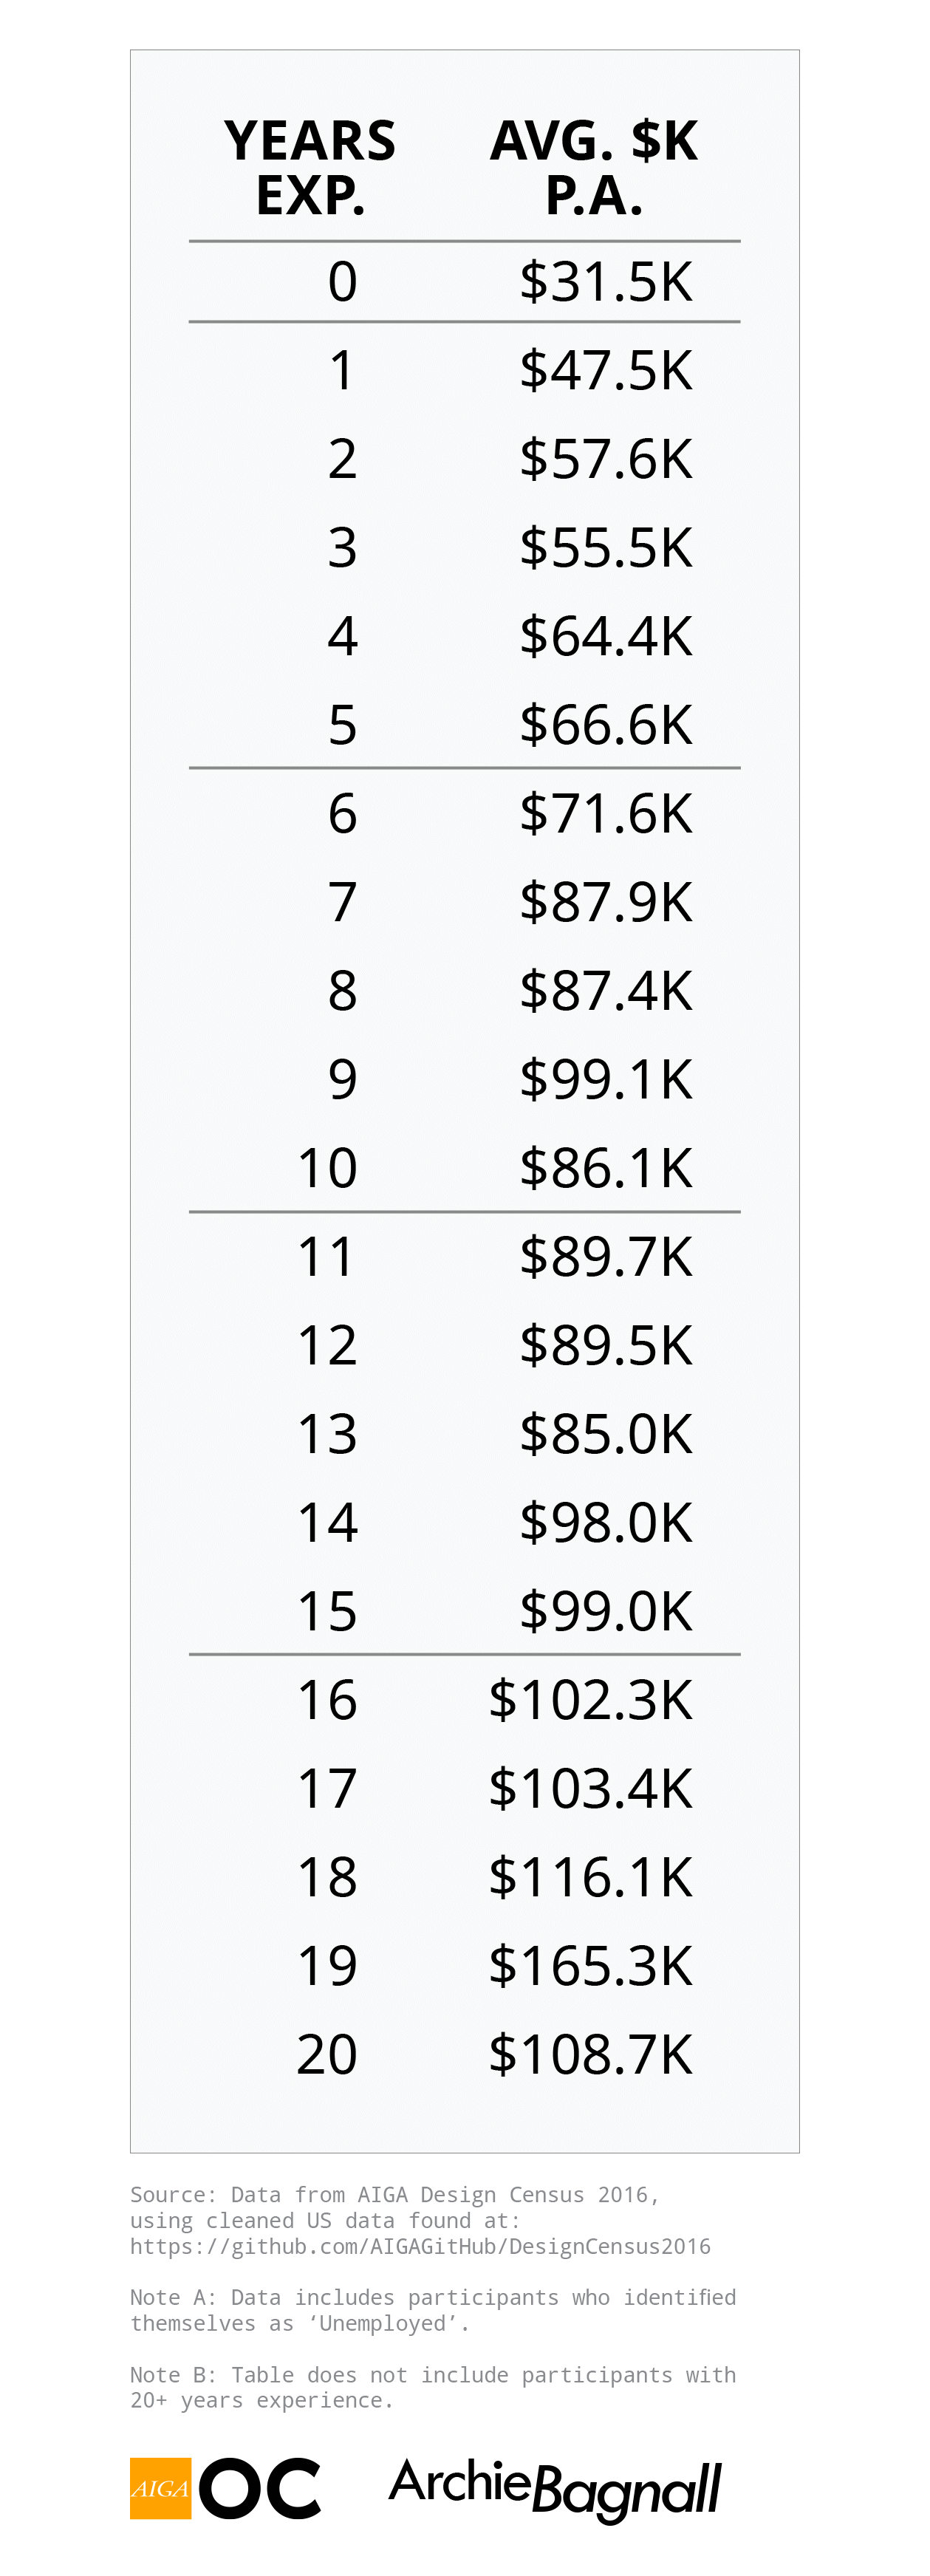 YEARS EXP. AVG. $K P.A.
0 $31.5K
1 $47.5K
2 $57.6K
3 $55.5K
4 $64.4K
5 $66.6K
6 $71.6K
7 $87.9K
8 $87.4K
9 $99.1K
10 $86.1K
11 $89.7K
12 $89.5K
13 $85.0K
14 $98.0K
15 $99.0K
16 $102.3K
17 $103.4K
18 $116.1K
19 $165.3K
20 $108.7K
Source: Data from AIGA Design Census 2016,
using cleaned US data found at:
https://github.com/AIGAGitHub/DesignCensus2016
Note A: Data includes participants who identified
themselves as ‘Unemployed’.
Note B: Table does not include participants with
20+ years experience.
AIGA OC ArchieBagnall